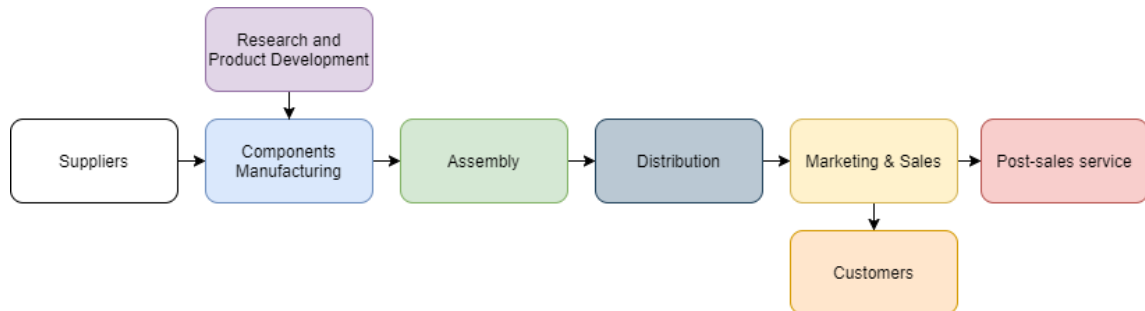 Research and
Product Development
Suppliers
Components
Manufacturing
Assembly
Distribution
Marketing & Sales
Post-sales service
Customers